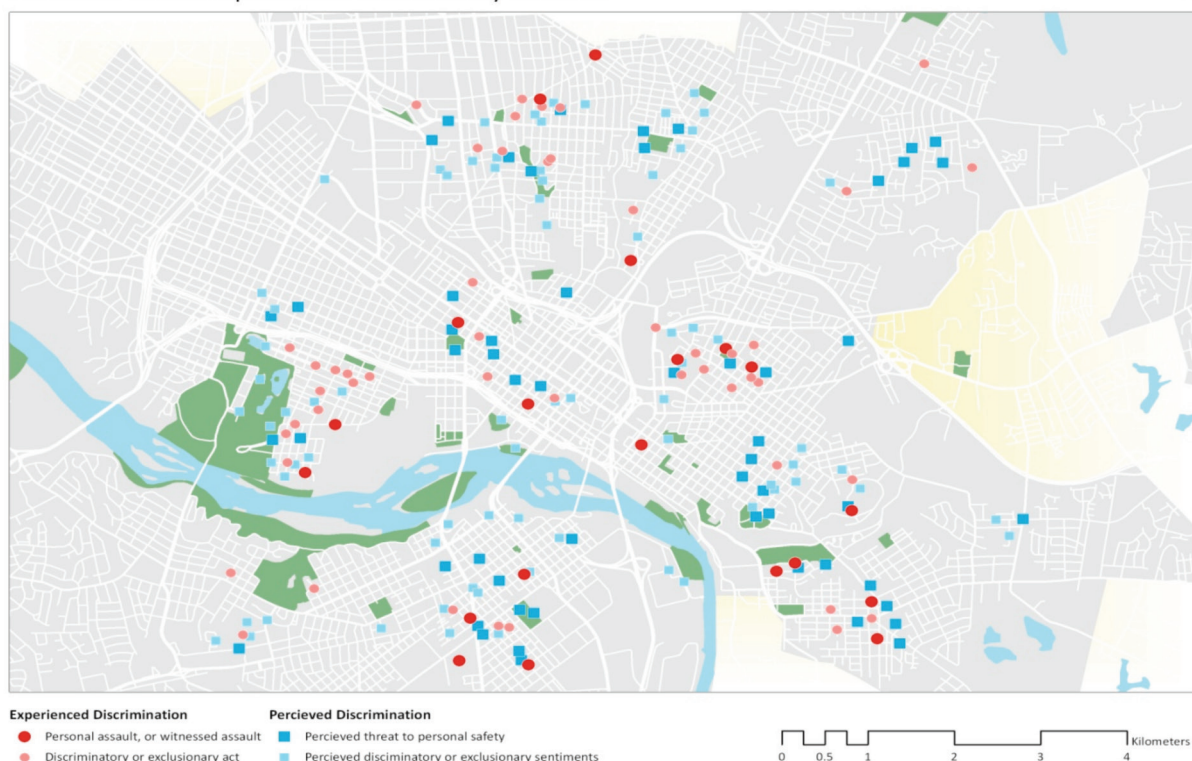 Experienced Discrimination
Personal assault, or witnessed assault
Discriminatory or exclusionary act
Percieved Discrimination
Percieved threat to personal safety
Percieved discriminatory or exclusionary sentiments
Kilometers
0 0.5 1 2 3 4